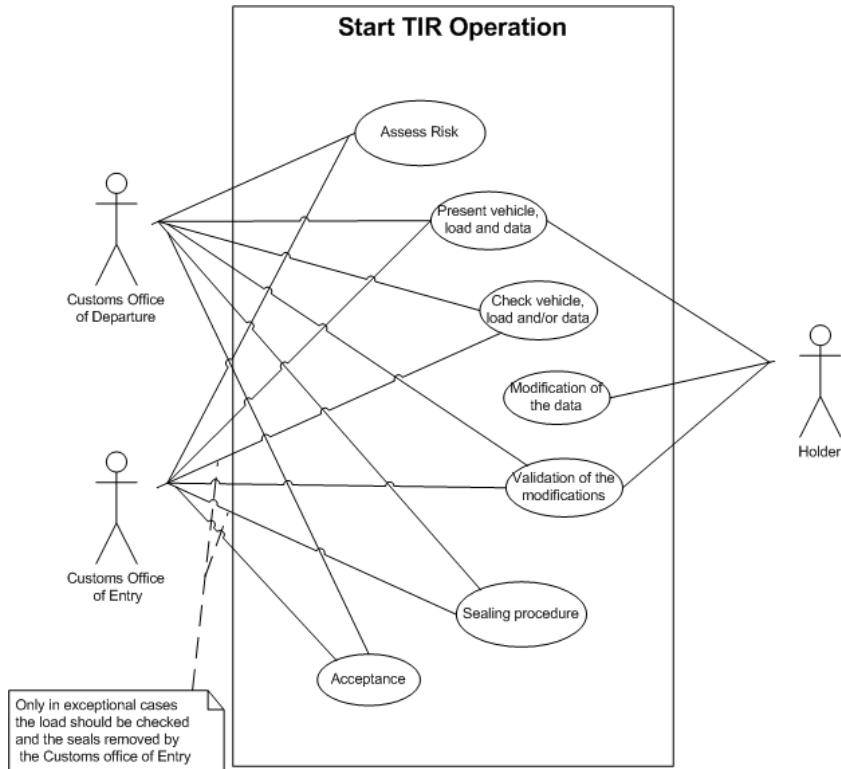 Start TIR Operation
Assess Risk
Present vehicle,
load and data
Customs Office
of Departure
Check vehicle,
load and/or data
Modification of
the data
Holder
Validation of the
modifications
Customs Office
of Entry
Sealing procedure
Acceptance
Only in exceptional cases
the load should be checked
and the seals removed by
the Customs office of Entry